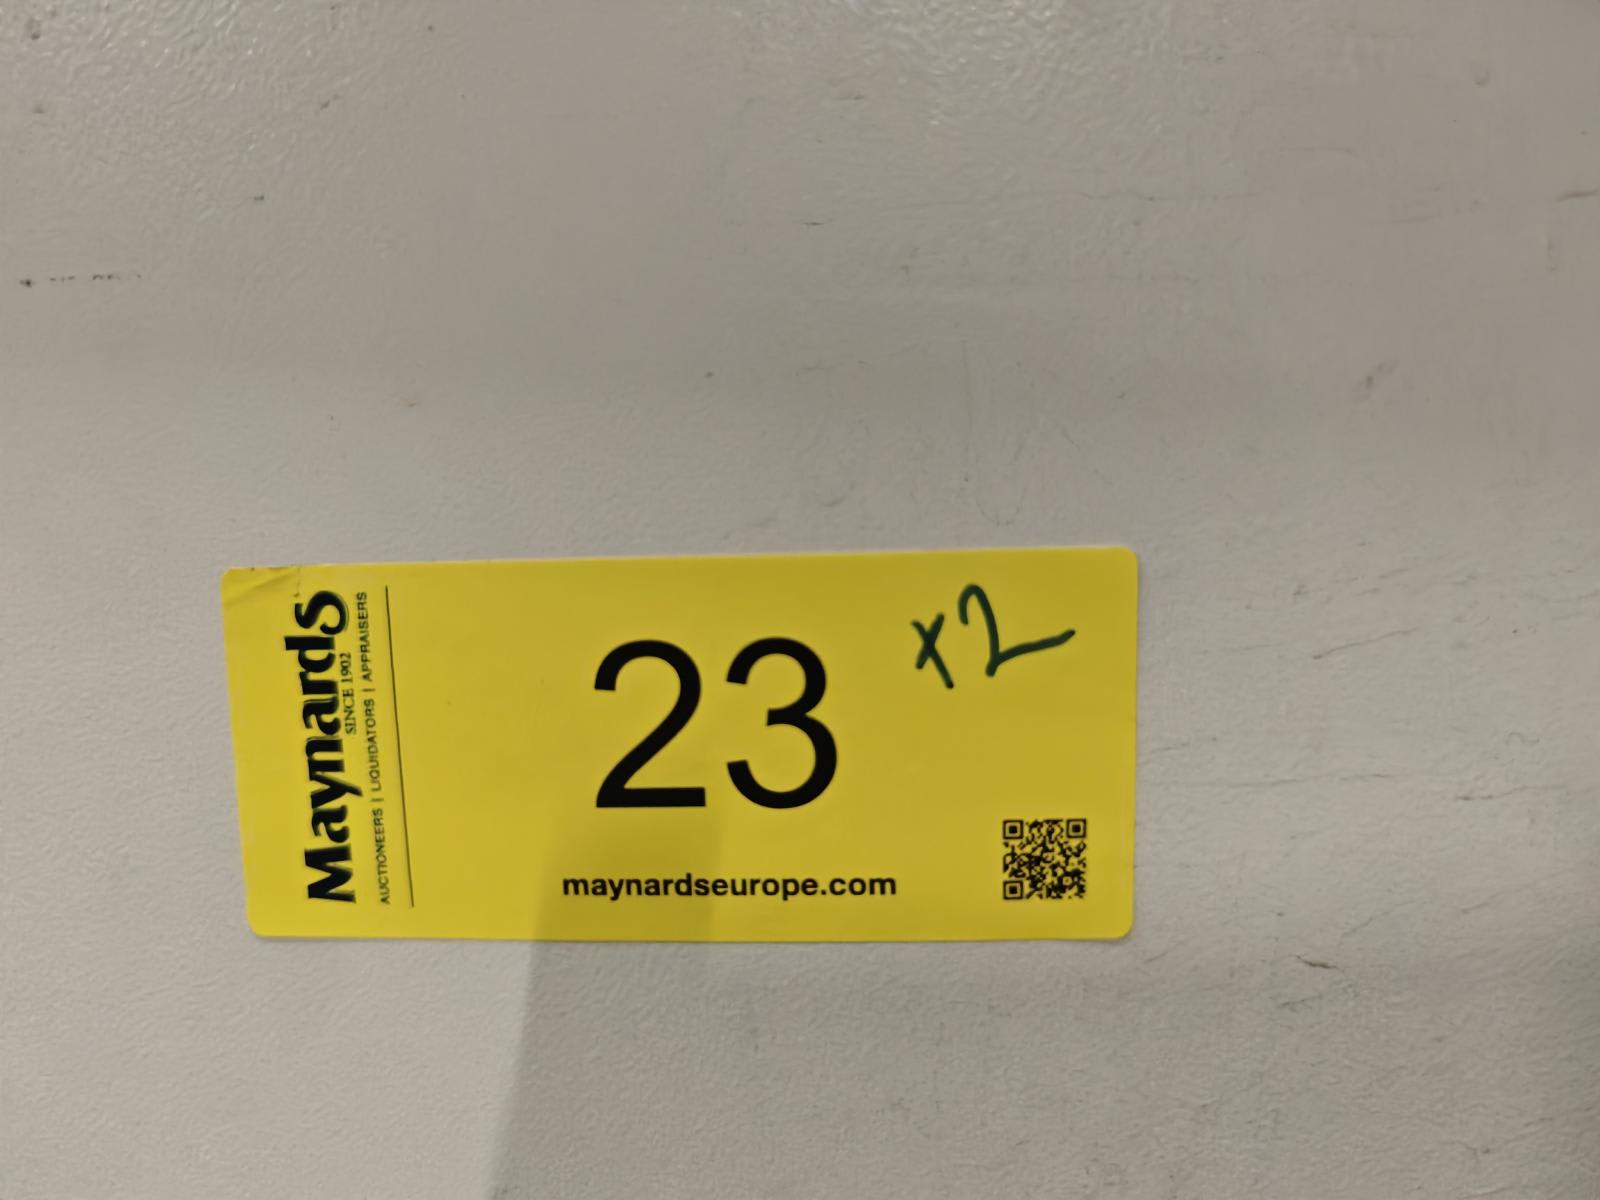 Maynards
SINCE 1902
AUCTIONEERS | LIQUIDATORS | APPRAISERS
23
x2
maynardseurope.com